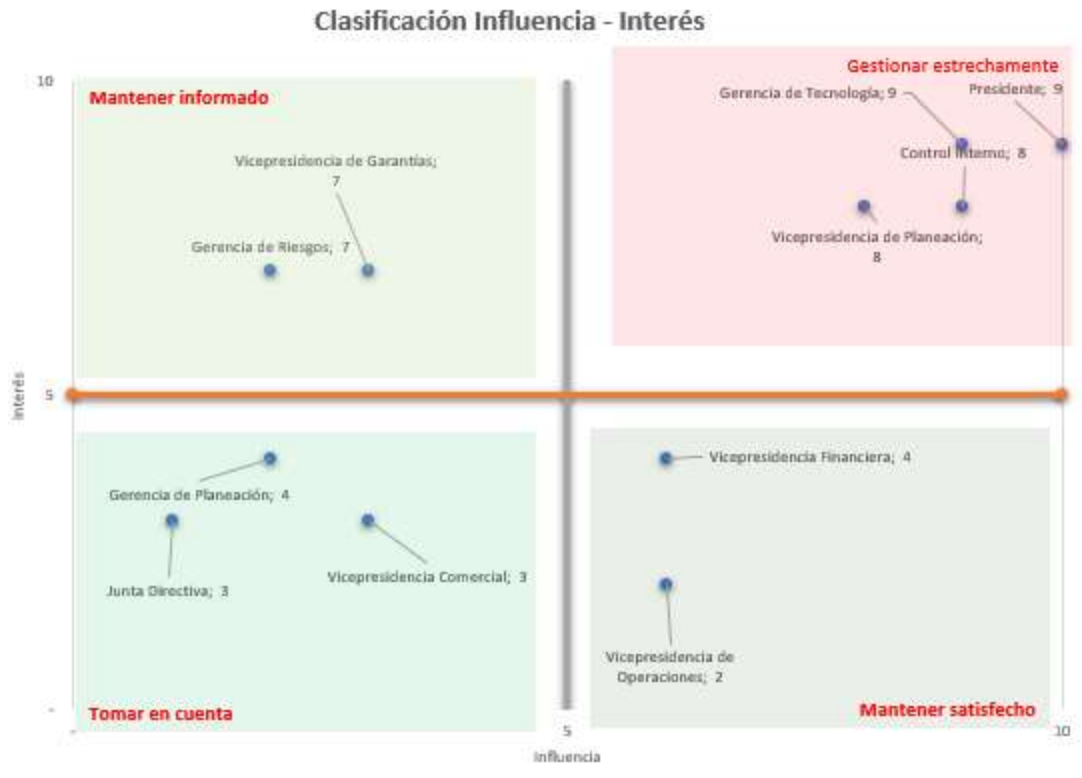 Clasificación Influencia - Interés
Gestionar estrechamente
10
Mantener informado
Gerencia de Tecnología; 9
Presidente; 9
Vicepresidencia de Garantías;
7
Control Interno; 8
Gerencia de Riesgos; 7
Vicepresidencia de Planeación;
8
Interés
5
Vicepresidencia Financiera; 4
Gerencia de Planeación; 4
Junta Directiva; 3
Vicepresidencia Comercial; 3
Vicepresidencia de
Operaciones; 2
-
Tomar en cuenta
Mantener satisfecho
-
5
10
Influencia